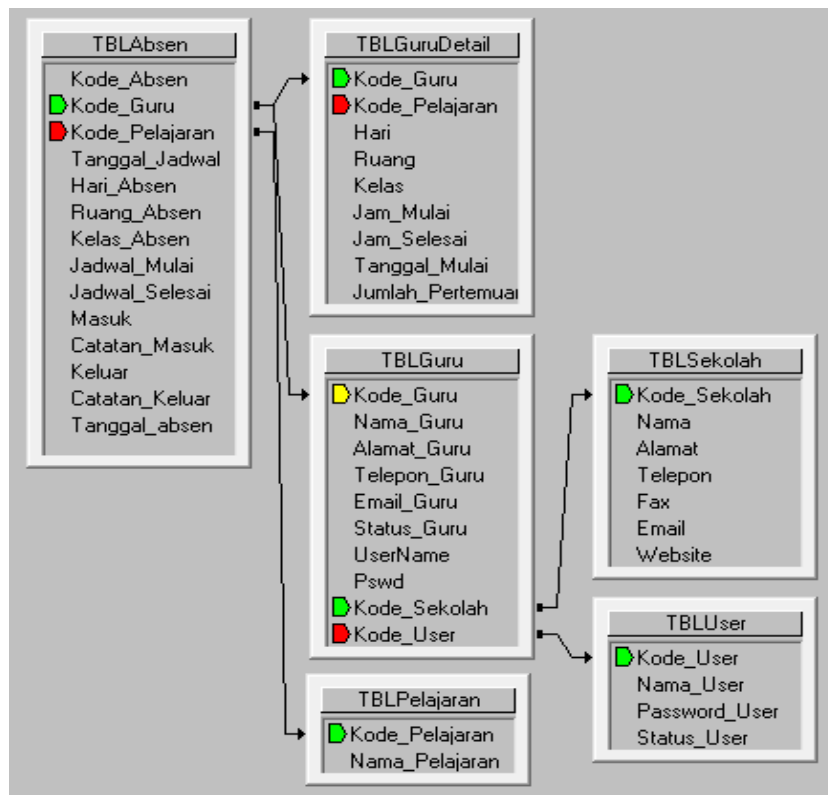 TBLAbsen
Kode_Absen
Kode_Guru
Kode_Pelajaran
Tanggal_Jadwal
Hari_Absen
Ruang_Absen
Kelas_Absen
Jadwal_Mulai
Jadwal_Selesai
Masuk
Catatan_Masuk
Keluar
Catatan_Keluar
Tanggal_absen
TBLGuruDetail
Kode_Guru
Kode_Pelajaran
Hari
Ruang
Kelas
Jam_Mulai
Jam_Selesai
Tanggal_Mulai
Jumlah_Pertemuar
TBLGuru
Kode_Guru
Nama_Guru
Alamat_Guru
Telepon_Guru
Email_Guru
Status_Guru
UserName
Pswd
Kode_Sekolah
Kode_User
TBLSekolah
Kode_Sekolah
Nama
Alamat
Telepon
Fax
Email
Website
TBLUser
Kode_User
Nama_User
Password_User
Status_User
TBLPelajaran
Kode_Pelajaran
Nama_Pelajaran